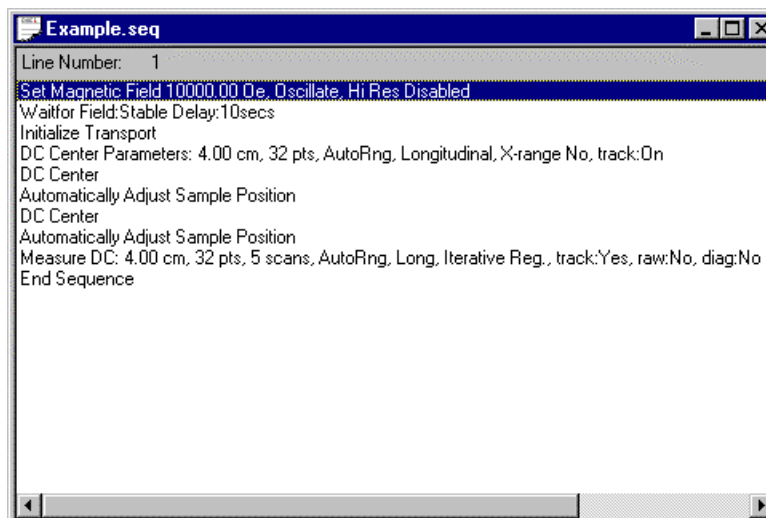 Example.seq
Line Number: 1
Set Magnetic Field 10000.00 Oe, Oscillate, Hi Res Disabled
Waitfor Field:Stable Delay:10secs
Initialize Transport
DC Center Parameters: 4.00 cm, 32 pts, AutoRng, Longitudinal, X-range No, track:On
DC Center
Automatically Adjust Sample Position
DC Center
Automatically Adjust Sample Position
Measure DC: 4.00 cm, 32 pts, 5 scans, AutoRng, Long, Iterative Reg., track:Yes, raw:No, diag:No
End Sequence